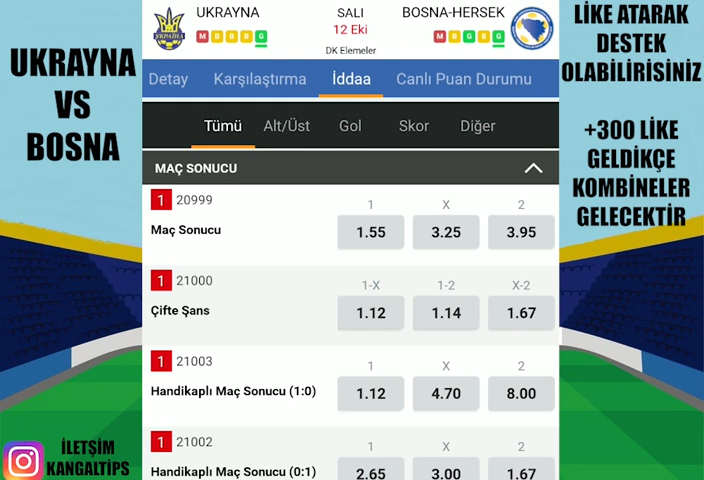 UKRAYNA
VS
BOSNA
УКРАЇНА
UKRAYNA
M B B B G
SALI
12 Eki
DK Elemeler
BOSNA-HERSEK
M B G B G
Detay Karşılaştırma İddaa Canlı Puan Durumu
Tümü Alt/Üst Gol Skor Diğer
MAÇ SONUCU
1 20999 1 X 2
Maç Sonucu 1.55 3.25 3.95
1 21000 1-X 1-2 X-2
Çifte Şans 1.12 1.14 1.67
1 21003 1 X 2
Handikaplı Maç Sonucu (1:0) 1.12 4.70 8.00
1 21002 1 X 2
Handikaplı Maç Sonucu (0:1) 2.65 3.00 1.67
LİKE ATARAK
DESTEK
OLABİLİRİSİNİZ
+300 LİKE
GELDİKÇE
KOMBİNELER
GELECEKTİR
İLETŞİM
KANGALTİPS